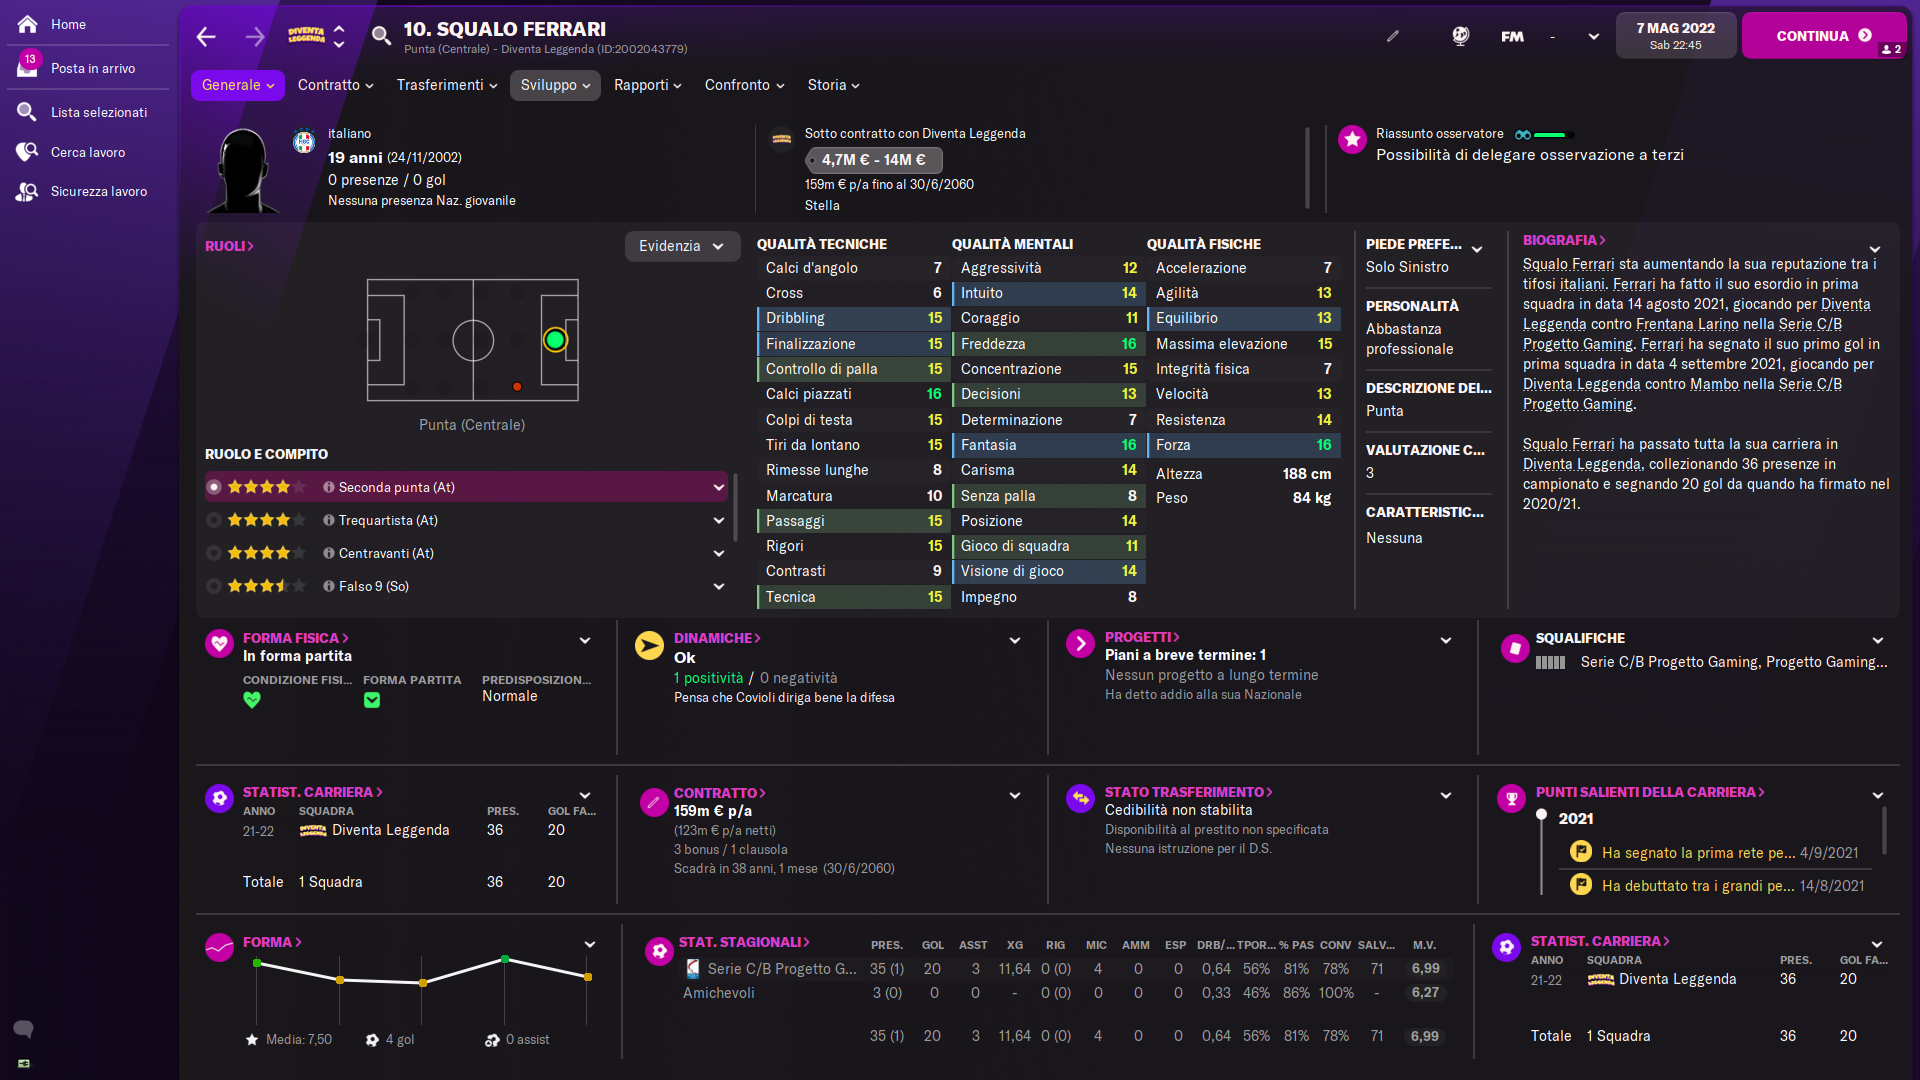 Home
13
Posta in arrivo
Lista selezionati
Cerca lavoro
Sicurezza lavoro
DIVENTA LEGGENDA
10. SQUALO FERRARI
Punta (Centrale) - Diventa Leggenda (ID:2002043779)
FM
-
7 MAG 2022
Sab 22:45
CONTINUA
2
Generale
Contratto
Trasferimenti
Sviluppo
Rapporti
Confronto
Storia
italiano
19 anni (24/11/2002)
0 presenze / 0 gol
Nessuna presenza Naz. giovanile
Sotto contratto con Diventa Leggenda
4,7M € - 14M €
159m € p/a fino al 30/6/2060
Stella
Riassunto osservatore
Possibilità di delegare osservazione a terzi
RUOLI
Evidenzia
Punta (Centrale)
RUOLO E COMPITO
Seconda punta (At)
Trequartista (At)
Centravanti (At)
Falso 9 (So)
QUALITÀ TECNICHE
Calci d'angolo 7
Cross 6
Dribbling 15
Finalizzazione 15
Controllo di palla 15
Calci piazzati 16
Colpi di testa 15
Tiri da lontano 15
Rimesse lunghe 8
Marcatura 10
Passaggi 15
Rigori 15
Contrasti 9
Tecnica 15
QUALITÀ MENTALI
Aggressività 12
Intuito 14
Coraggio 11
Freddezza 16
Concentrazione 15
Decisioni 13
Determinazione 7
Fantasia 16
Carisma 14
Senza palla 8
Posizione 14
Gioco di squadra 11
Visione di gioco 14
Impegno 8
QUALITÀ FISICHE
Accelerazione 7
Agilità 13
Equilibrio 13
Massima elevazione 15
Integrità fisica 7
Velocità 13
Resistenza 14
Forza 16
Altezza 188 cm
Peso 84 kg
PIEDE PREFE...
Solo Sinistro
PERSONALITÀ
Abbastanza
professionale
DESCRIZIONE DEI...
Punta
VALUTAZIONE C...
3
CARATTERISTIC...
Nessuna
BIOGRAFIA
Squalo Ferrari sta aumentando la sua reputazione tra i
tifosi italiani. Ferrari ha fatto il suo esordio in prima
squadra in data 14 agosto 2021, giocando per Diventa
Leggenda contro Frentana Larino nella Serie C/B
Progetto Gaming. Ferrari ha segnato il suo primo gol in
prima squadra in data 4 settembre 2021, giocando per
Diventa Leggenda contro Mambo nella Serie C/B
Progetto Gaming.
Squalo Ferrari ha passato tutta la sua carriera in
Diventa Leggenda, collezionando 36 presenze in
campionato e segnando 20 gol da quando ha firmato nel
2020/21.
FORMA FISICA
In forma partita
CONDIZIONE FISI... FORMA PARTITA PREDISPOSIZION...
Normale
DINAMICHE
Ok
1 positività / 0 negatività
Pensa che Covioli diriga bene la difesa
PROGETTI
Piani a breve termine: 1
Nessun progetto a lungo termine
Ha detto addio alla sua Nazionale
SQUALIFICHE
Serie C/B Progetto Gaming, Progetto Gaming...
STATIST. CARRIERA
ANNO SQUADRA PRES. GOL FA...
21-22 Diventa Leggenda 36 20
Totale 1 Squadra 36 20
CONTRATTO
159m € p/a
(123m € p/a netti)
3 bonus / 1 clausola
Scadrà in 38 anni, 1 mese (30/6/2060)
STATO TRASFERIMENTO
Cedibilità non stabilita
Disponibilità al prestito non specificata
Nessuna istruzione per il D.S.
PUNTI SALIENTI DELLA CARRIERA
2021
Ha segnato la prima rete pe... 4/9/2021
Ha debuttato tra i grandi pe... 14/8/2021
FORMA
Media: 7,50
4 gol
0 assist
STAT. STAGIONALI PRES. GOL ASST XG RIG MIC AMM ESP DRB/... TPOR... % PAS CONV SALV... M.V.
Serie C/B Progetto G... 35 (1) 20 3 11,64 0 (0) 4 0 0 0,64 56% 81% 78% 71 6,99
Amichevoli 3 (0) 0 0 - 0 (0) 0 0 0 0,33 46% 86% 100% - 6,27
35 (1) 20 3 11,64 0 (0) 4 0 0 0,64 56% 81% 78% 71 6,99
STATIST. CARRIERA
ANNO SQUADRA PRES. GOL FA...
21-22 Diventa Leggenda 36 20
Totale 1 Squadra 36 20